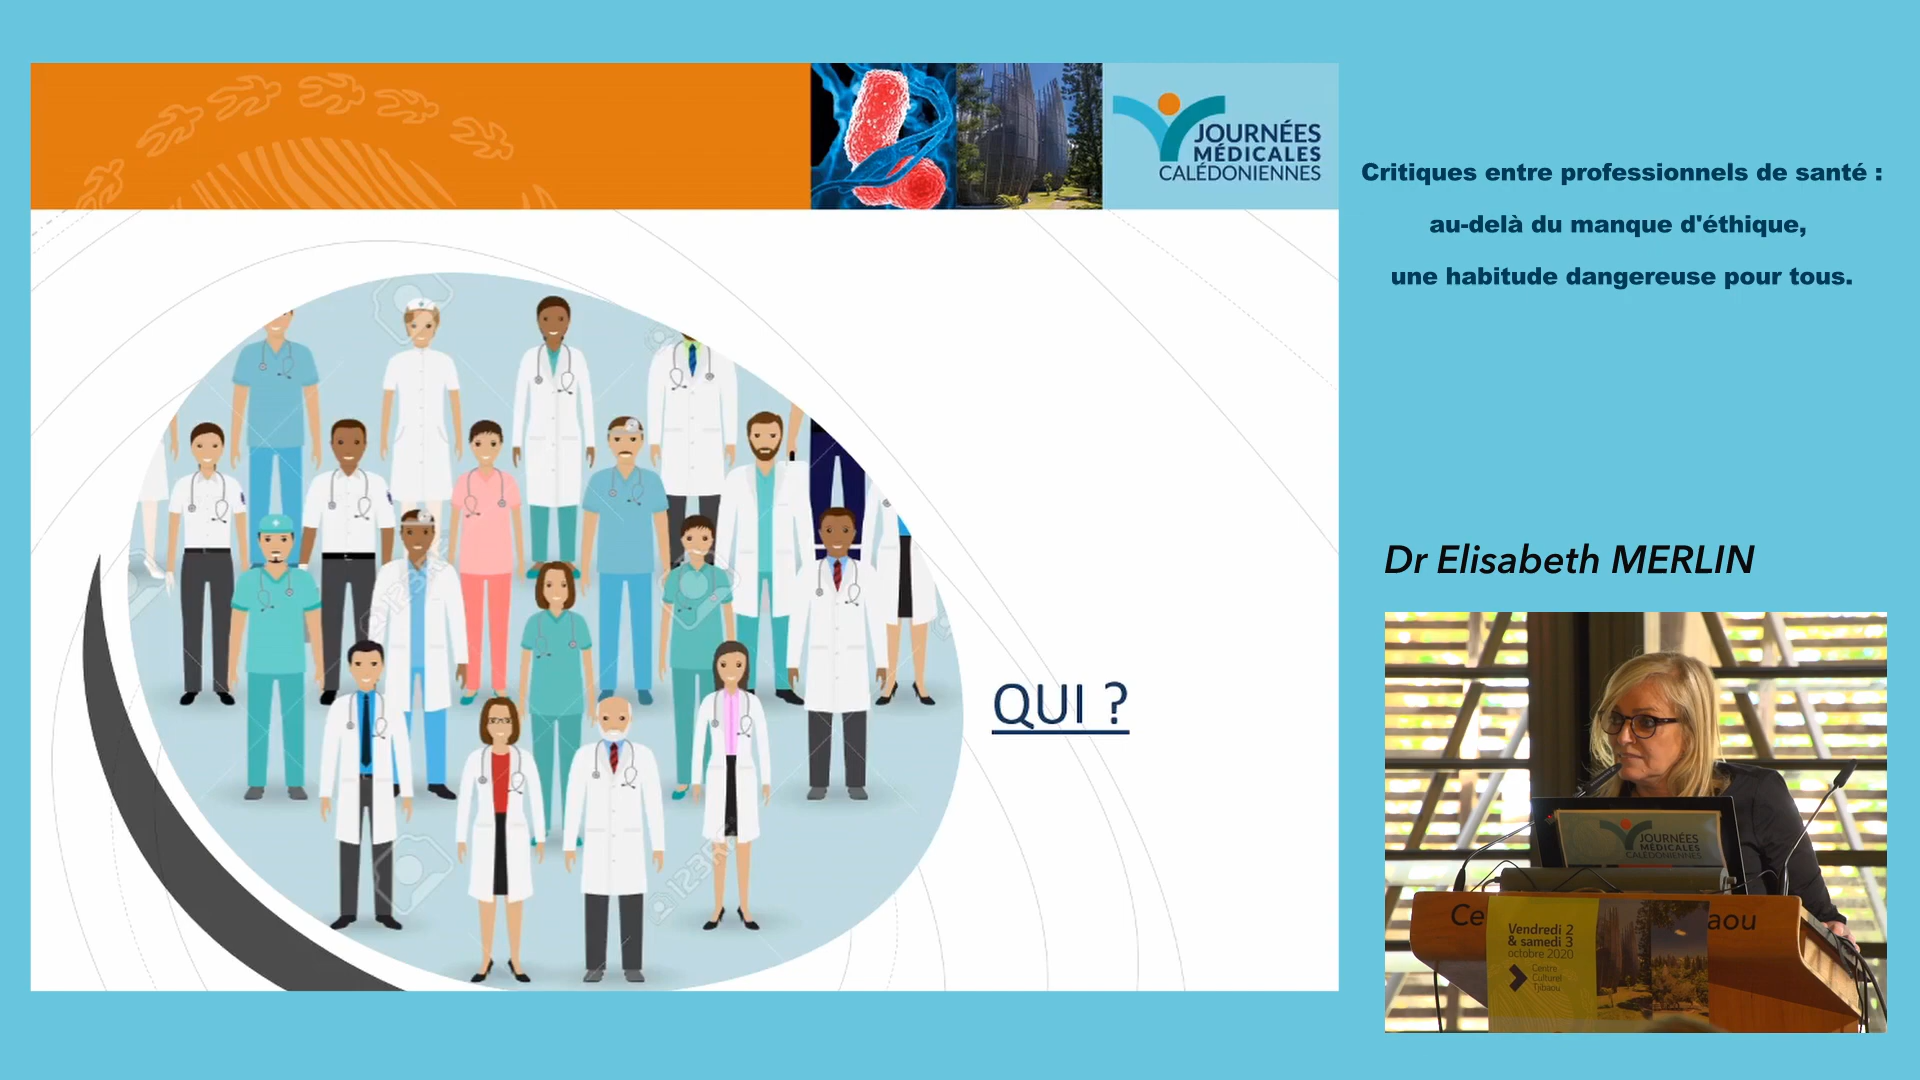 JOURNÉES
MÉDICALES
CALÉDONIENNES
QUI ?
Critiques entre professionnels de santé :
au-delà du manque d'éthique,
une habitude dangereuse pour tous.
Dr Elisabeth MERLIN
JOURNÉES
MÉDICALES
CALÉDONIENNES
Ce
aou
Vendredi 2
& samedi 3
octobre 2020
Centre
Culturel
Tjibaou